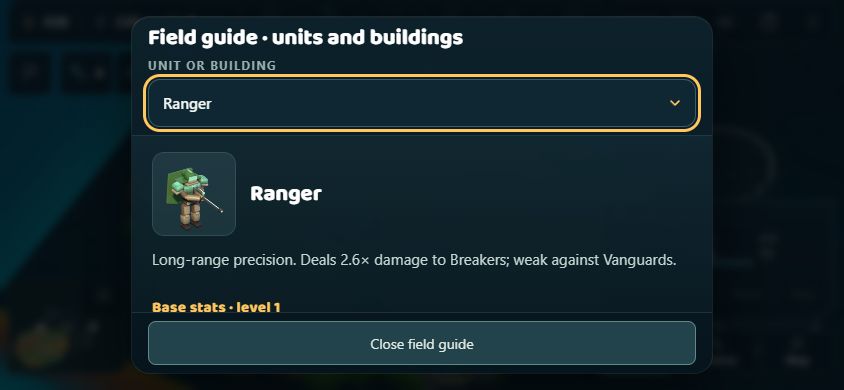 Field guide · units and buildings
UNIT OR BUILDING
Ranger
Ranger
Long-range precision. Deals 2.6× damage to Breakers; weak against Vanguards.
Base stats · level 1
Close field guide